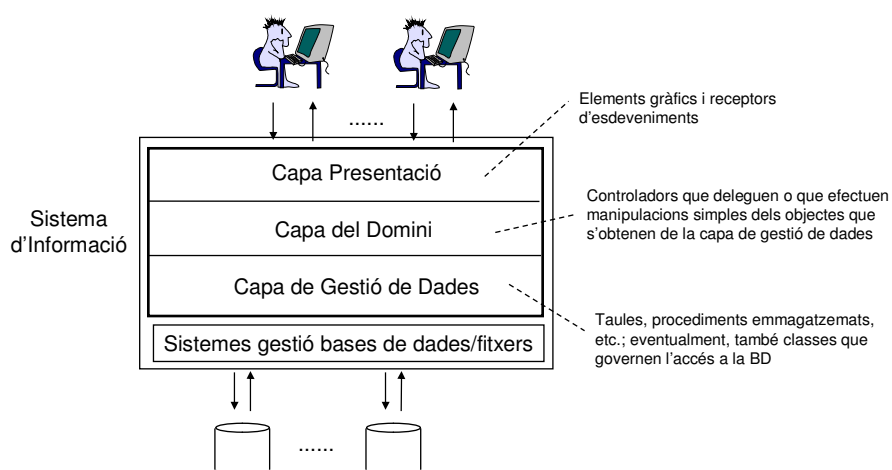 ......
Elements gràfics i receptors
d'esdeveniments
Capa Presentació
Controladors que deleguen o que efectuen
manipulacions simples dels objectes que
s'obtenen de la capa de gestió de dades
Sistema
d'Informació
Capa del Domini
Capa de Gestió de Dades
Taules, procediments emmagatzemats,
etc.; eventualment, també classes que
governen l'accés a la BD
Sistemes gestió bases de dades/fitxers
......